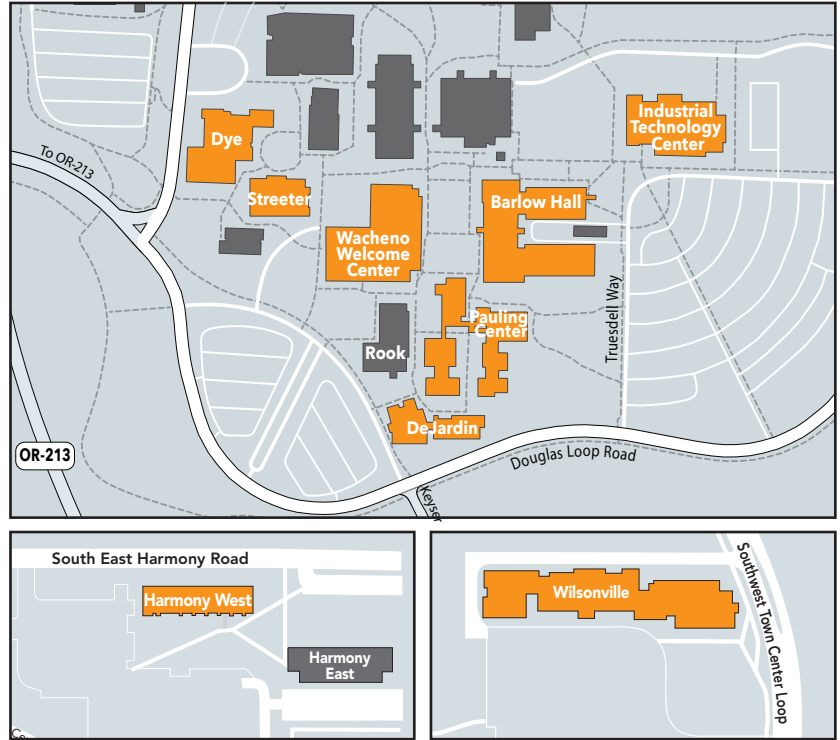 Industrial
Technology
Center
Dye
To OR-213
Streeter
Barlow Hall
Wacheno
Welcome
Center
Truesdell Way
Pauling
Center
Rook
DeJardin
OR-213
Douglas Loop Road
Keyser
South East Harmony Road
Harmony West
Harmony
East
Wilsonville
Southwest Town Center Loop
Ce